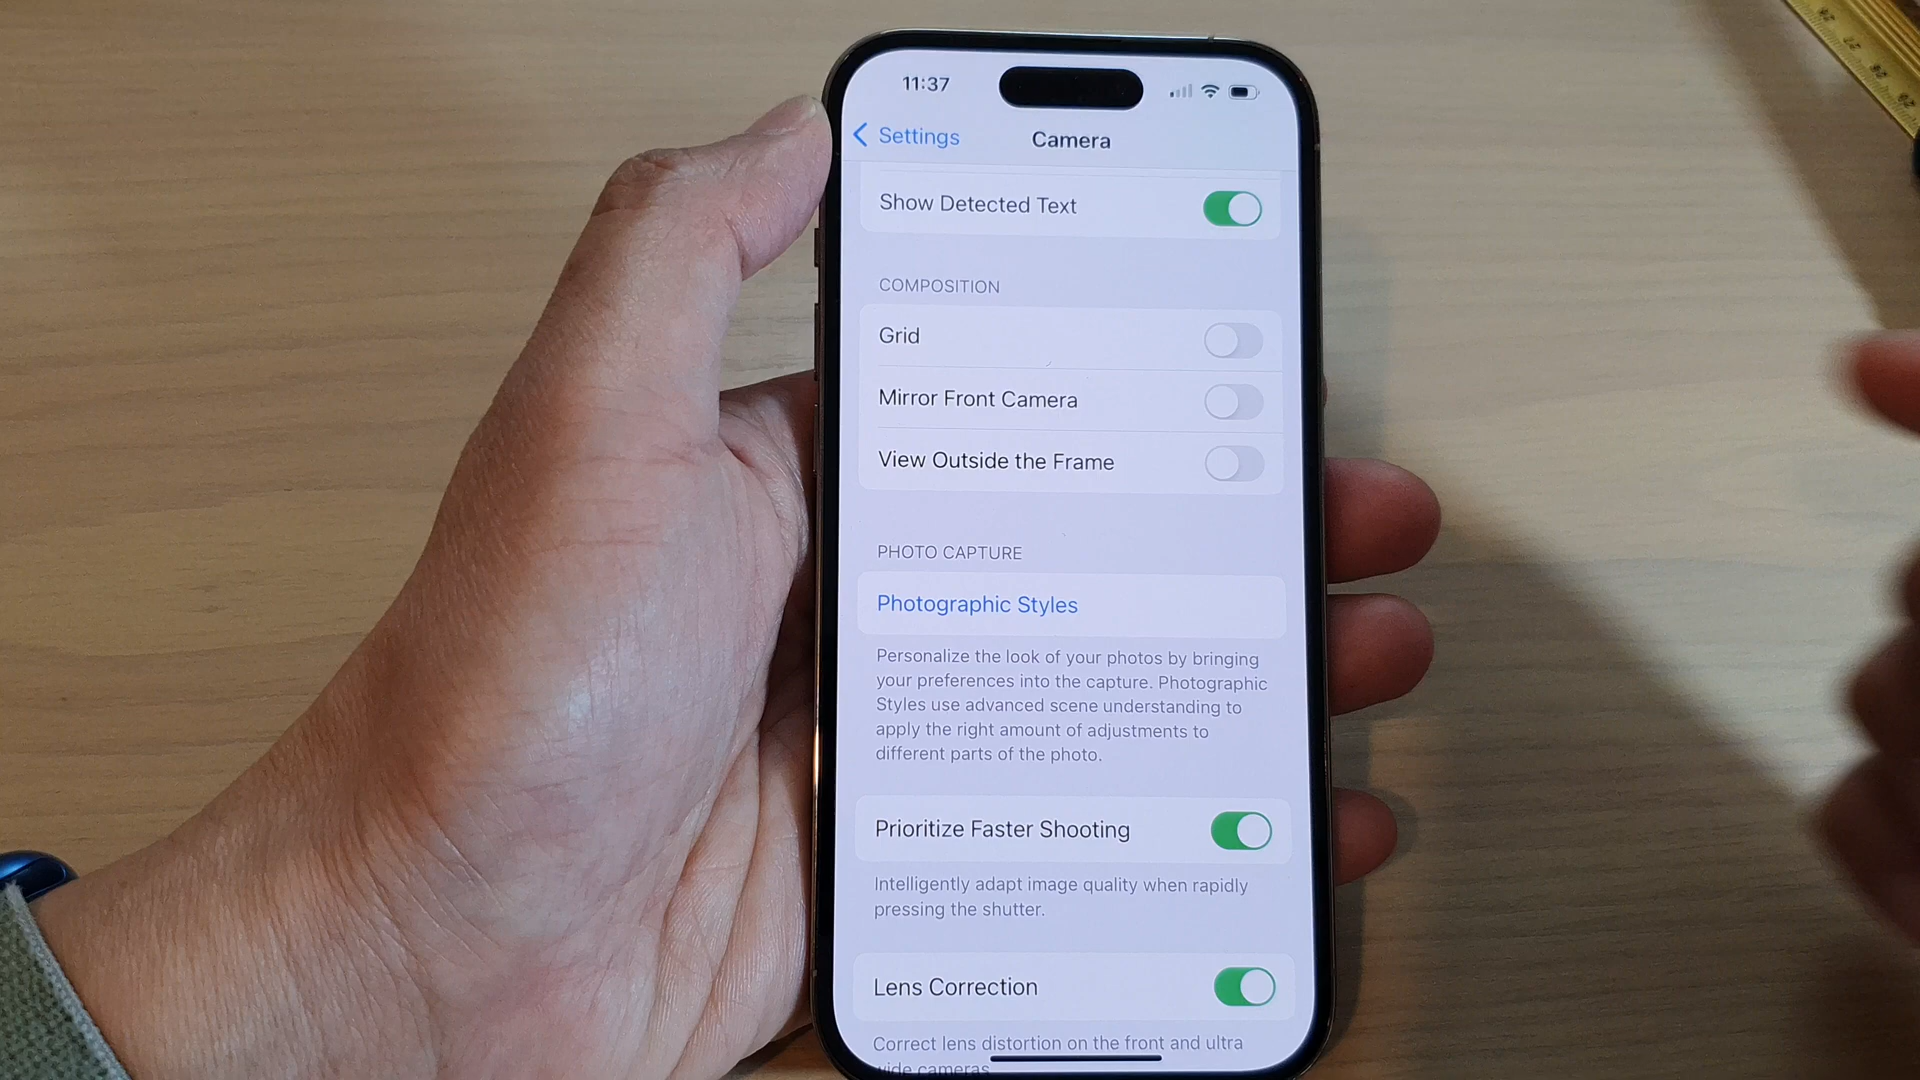 11:37
Settings
Camera
Show Detected Text
COMPOSITION
Grid
Mirror Front Camera
View Outside the Frame
PHOTO CAPTURE
Photographic Styles
Personalize the look of your photos by bringing
your preferences into the capture. Photographic
Styles use advanced scene understanding to
apply the right amount of adjustments to
different parts of the photo.
Prioritize Faster Shooting
Intelligently adapt image quality when rapidly
pressing the shutter.
Lens Correction
Correct lens distortion on the front and ultra
wide cameras